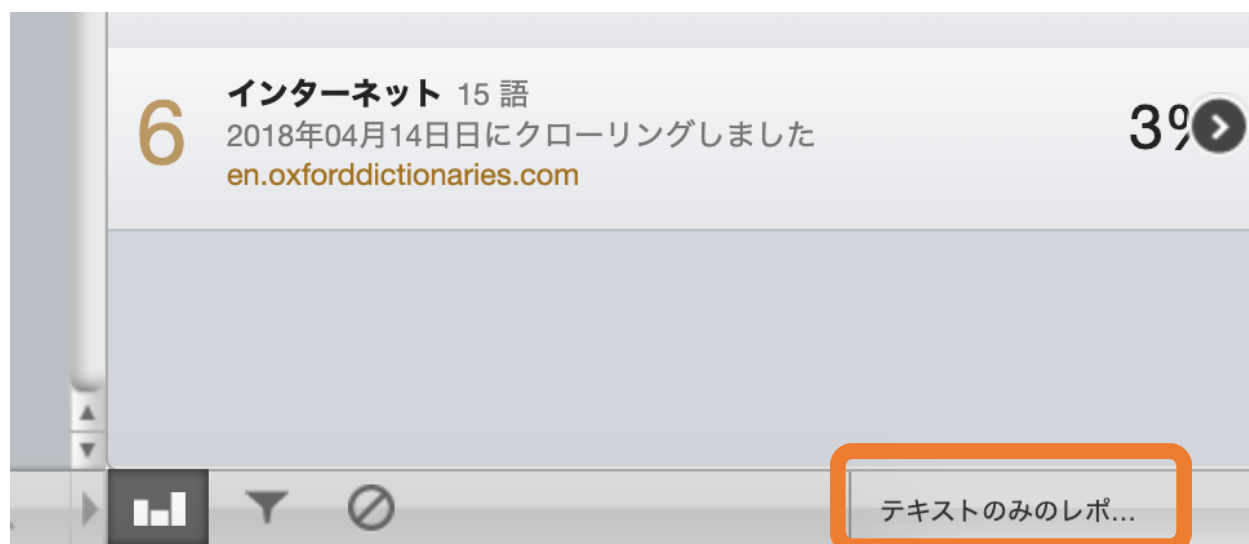 6
インターネット 15 語
2018年04月14日日にクローリングしました
en.oxforddictionaries.com
3%
テキストのみのレポ...